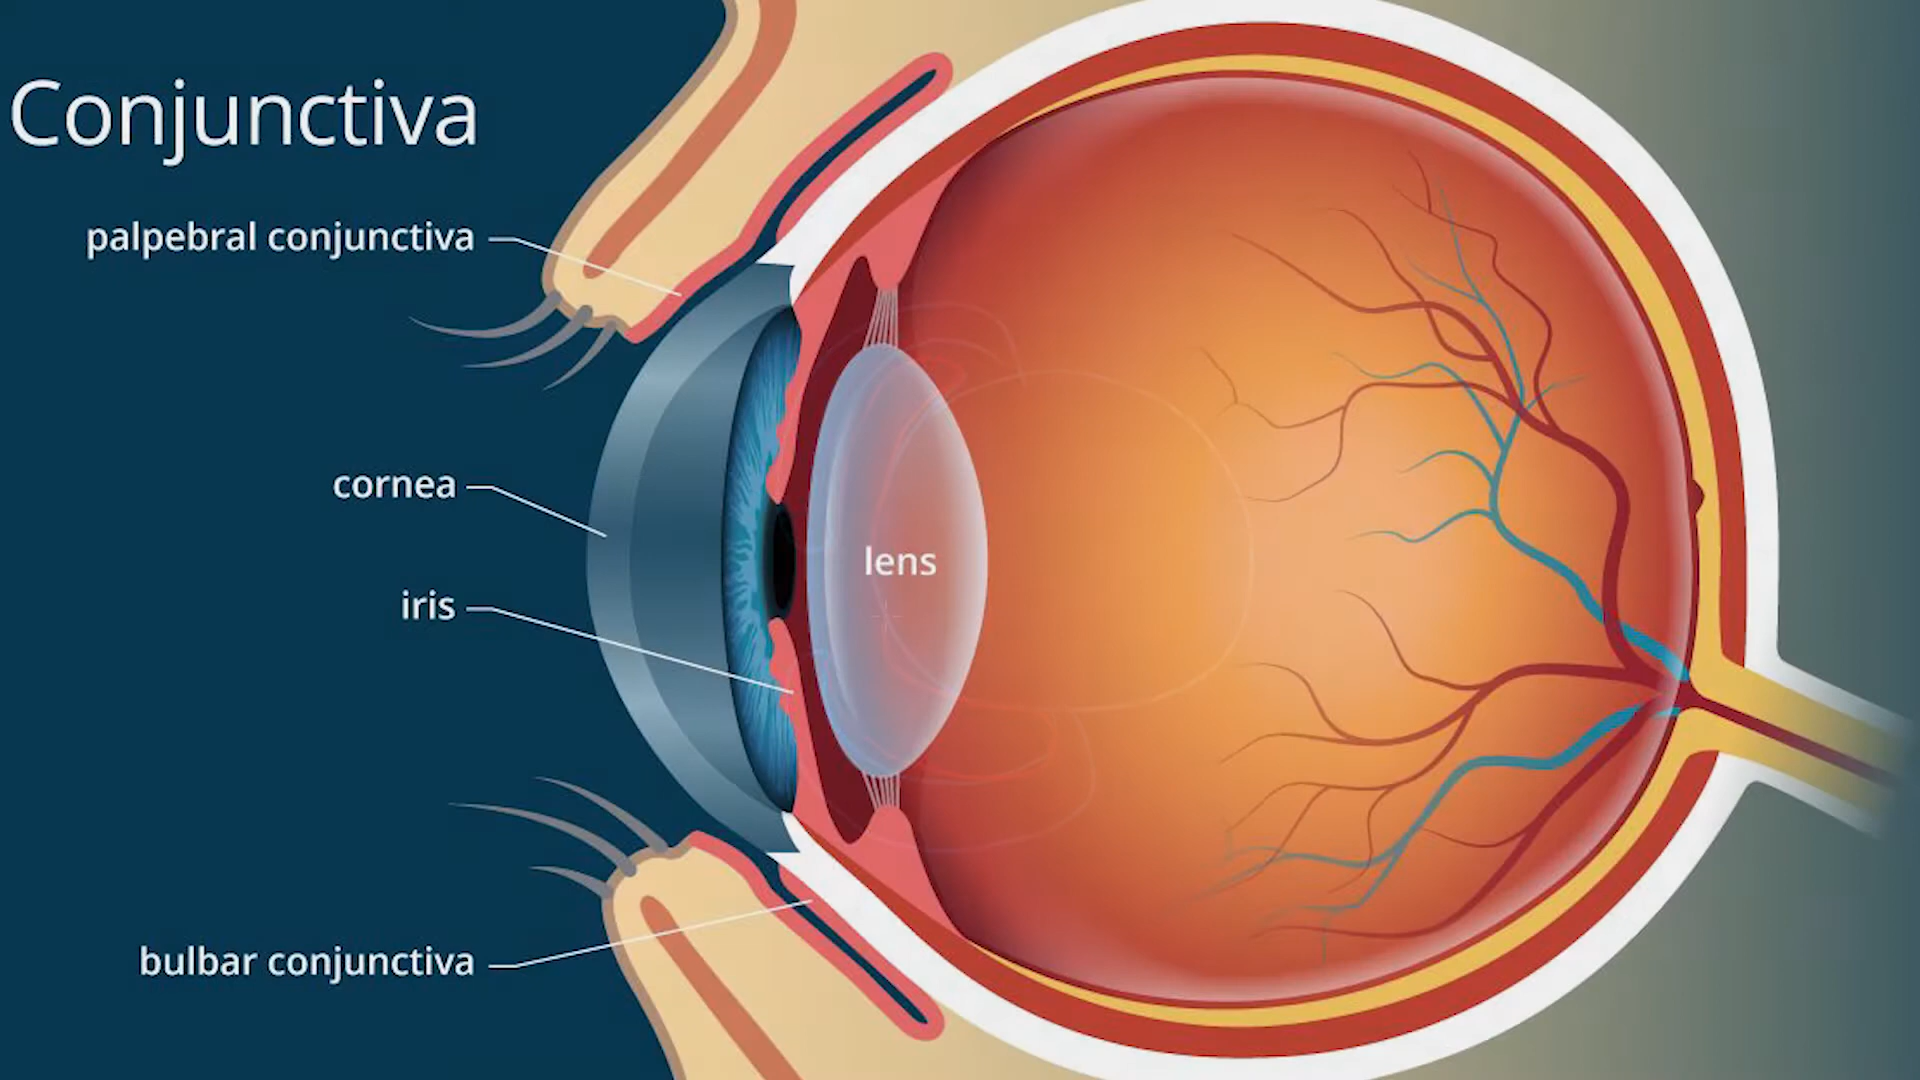 Conjunctiva
palpebral conjunctiva
cornea
lens
iris
bulbar conjunctiva